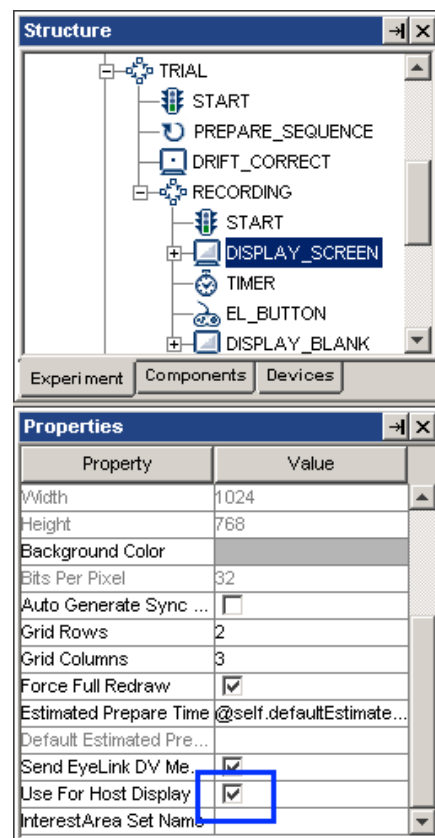 Structure
TRIAL
START
PREPARE_SEQUENCE
DRIFT_CORRECT
RECORDING
START
DISPLAY_SCREEN
TIMER
EL_BUTTON
DISPLAY_BLANK
Experiment Components Devices
Properties
Property Value
Width 1024
Height 768
Background Color
Bits Per Pixel 32
Auto Generate Sync ...
Grid Rows 2
Grid Columns 3
Force Full Redraw
Estimated Prepare Time @self.defaultEstimate...
Default Estimated Pre...
Send EyeLink DV Me...
Use For Host Display
InterestArea Set Name